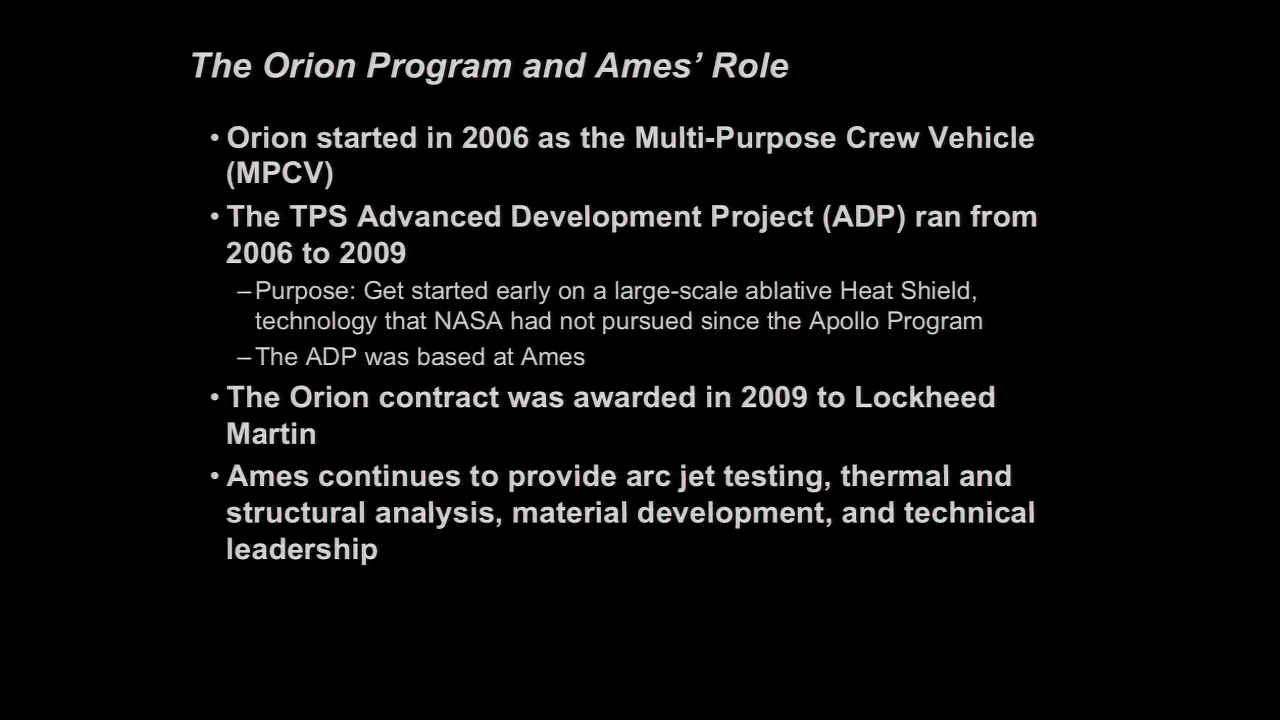 The Orion Program and Ames’ Role
• Orion started in 2006 as the Multi-Purpose Crew Vehicle
(MPCV)
• The TPS Advanced Development Project (ADP) ran from
2006 to 2009
– Purpose: Get started early on a large-scale ablative Heat Shield,
technology that NASA had not pursued since the Apollo Program
– The ADP was based at Ames
• The Orion contract was awarded in 2009 to Lockheed
Martin
• Ames continues to provide arc jet testing, thermal and
structural analysis, material development, and technical
leadership